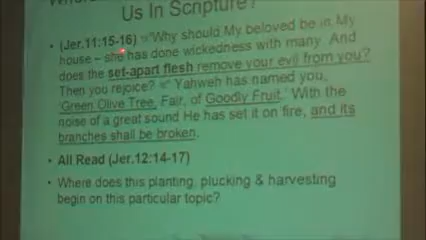 Us In Scripture?
• (Jer.11:15-16) "Why should My beloved be in My
house – she has done wickedness with many. And
does the set-apart flesh remove your evil from you?
Then you rejoice? " Yahweh has named you,
'Green Olive Tree, Fair, of Goodly Fruit.' With the
noise of a great sound He has set it on fire, and its
branches shall be broken.
• All Read (Jer.12:14-17)
• Where does this planting, plucking & harvesting
begin on this particular topic?